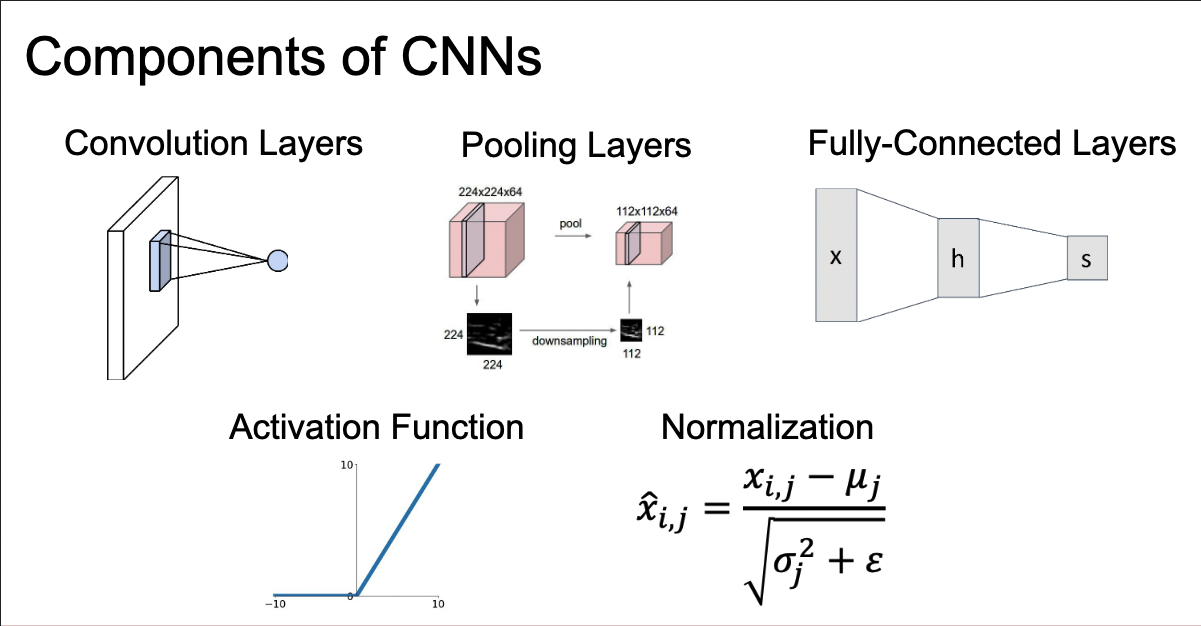 Components of CNNs
Convolution Layers
Pooling Layers
Fully-Connected Layers
224x224x64
pool
112x112x64
224
224
downsampling
112
112
x
h
s
Activation Function
10
-10
0
10
Normalization
x̂_{i,j} = (x_{i,j} − μ_j) / √(σ_j² + ε)